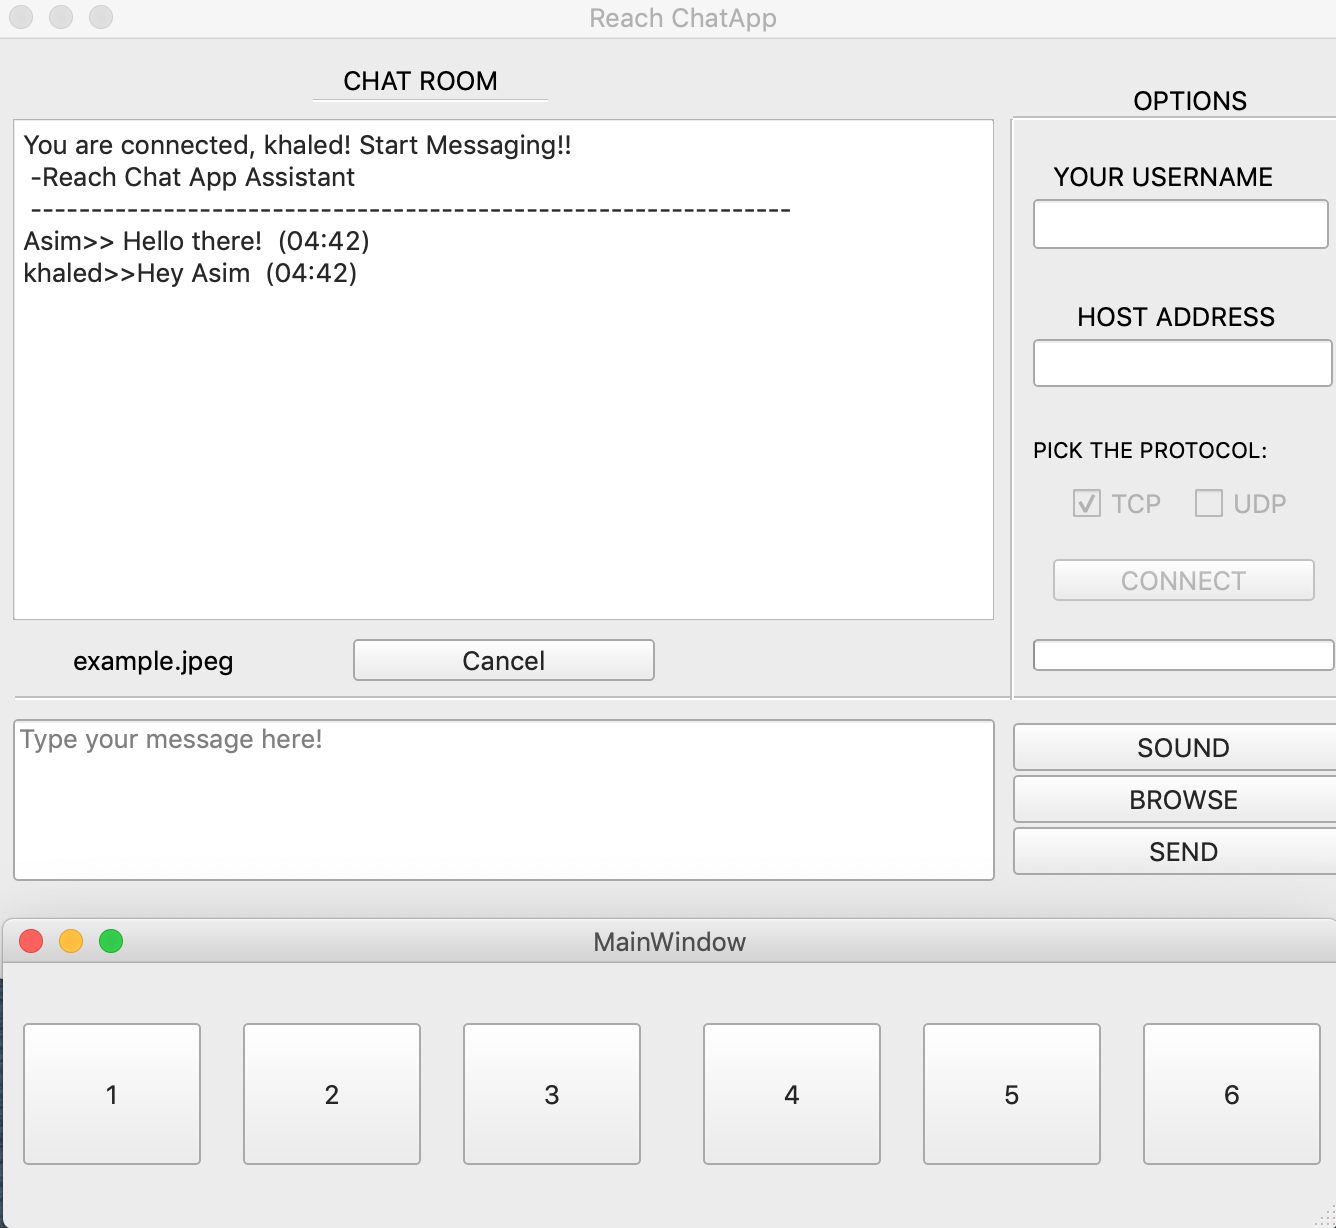 Reach ChatApp
CHAT ROOM
You are connected, khaled! Start Messaging!!
-Reach Chat App Assistant
---------------------------------------------------------------
Asim>> Hello there!  (04:42)
khaled>>Hey Asim  (04:42)
OPTIONS
YOUR USERNAME
HOST ADDRESS
PICK THE PROTOCOL:
TCP UDP
CONNECT
example.jpeg Cancel
Type your message here!
SOUND
BROWSE
SEND
MainWindow
1 2 3 4 5 6